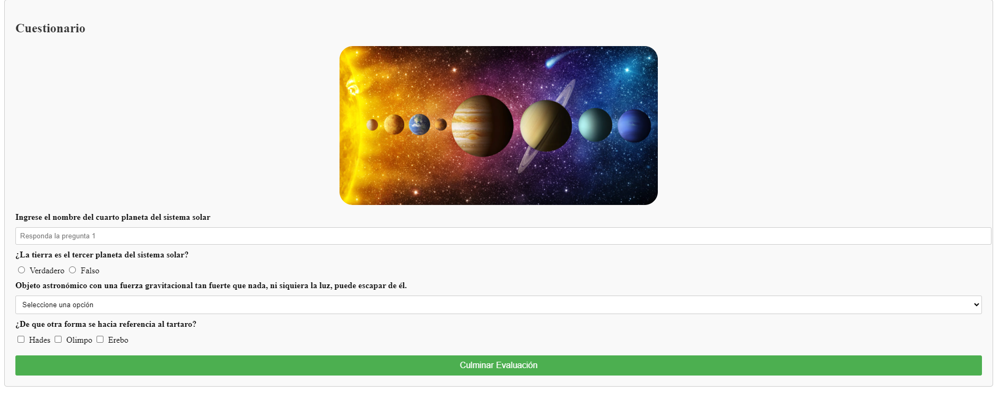 Cuestionario
Ingrese el nombre del cuarto planeta del sistema solar
Responda la pregunta 1
¿La tierra es el tercer planeta del sistema solar?
Verdadero Falso
Objeto astronómico con una fuerza gravitacional tan fuerte que nada, ni siquiera la luz, puede escapar de él.
Seleccione una opción
¿De que otra forma se hacia referencia al tartaro?
Hades Olimpo Erebo
Culminar Evaluación